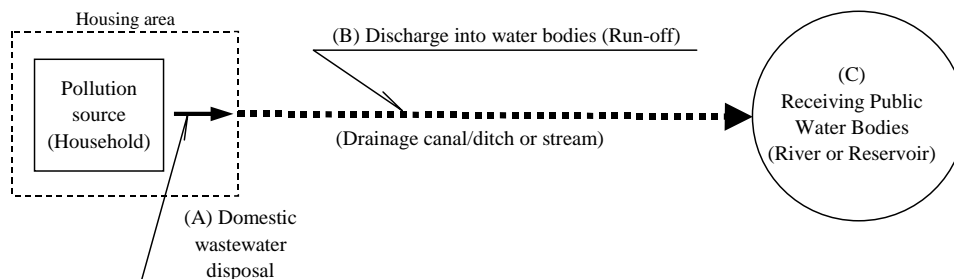 Housing area
Pollution
source
(Household)
(B) Discharge into water bodies (Run-off)
(Drainage canal/ditch or stream)
(C)
Receiving Public
Water Bodies
(River or Reservoir)
(A) Domestic
wastewater
disposal